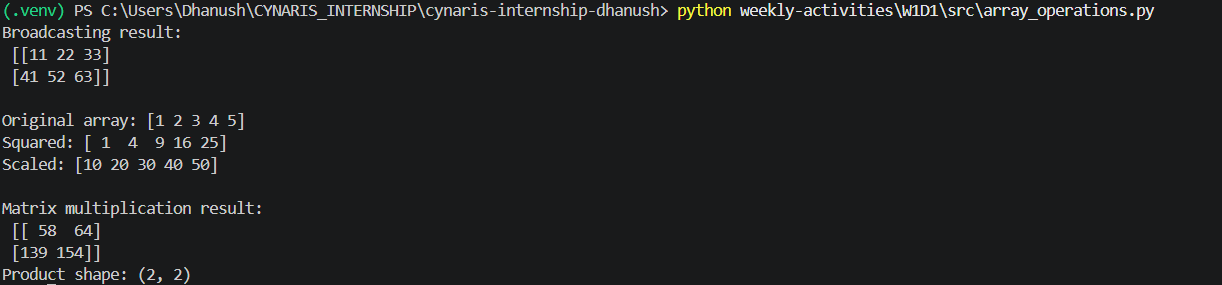 (.venv) PS C:\Users\Dhanush\CYNARIS_INTERNSHIP\cynaris-internship-dhanush> python weekly-activities\W1D1\src\array_operations.py
Broadcasting result:
 [[11 22 33]
 [41 52 63]]

Original array: [1 2 3 4 5]
Squared: [ 1  4  9 16 25]
Scaled: [10 20 30 40 50]

Matrix multiplication result:
 [[ 58  64]
 [139 154]]
Product shape: (2, 2)